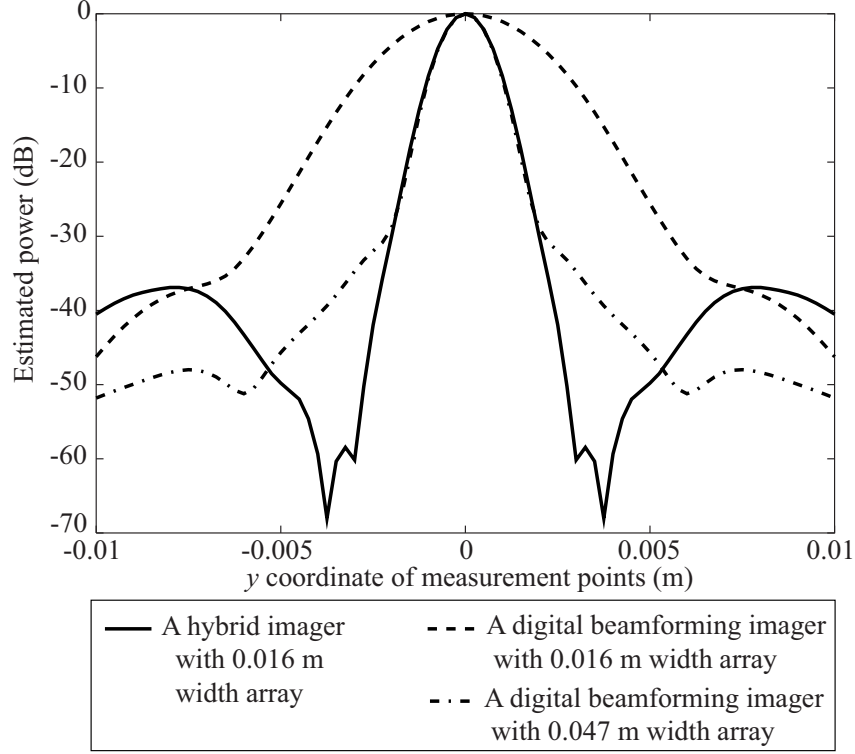 0
-10
-20
-30
-40
-50
-60
-70
Estimated power (dB)
-0.01
-0.005
0
0.005
0.01
y coordinate of measurement points (m)
A hybrid imager
with 0.016 m
width array
A digital beamforming imager
with 0.016 m width array
A digital beamforming imager
with 0.047 m width array